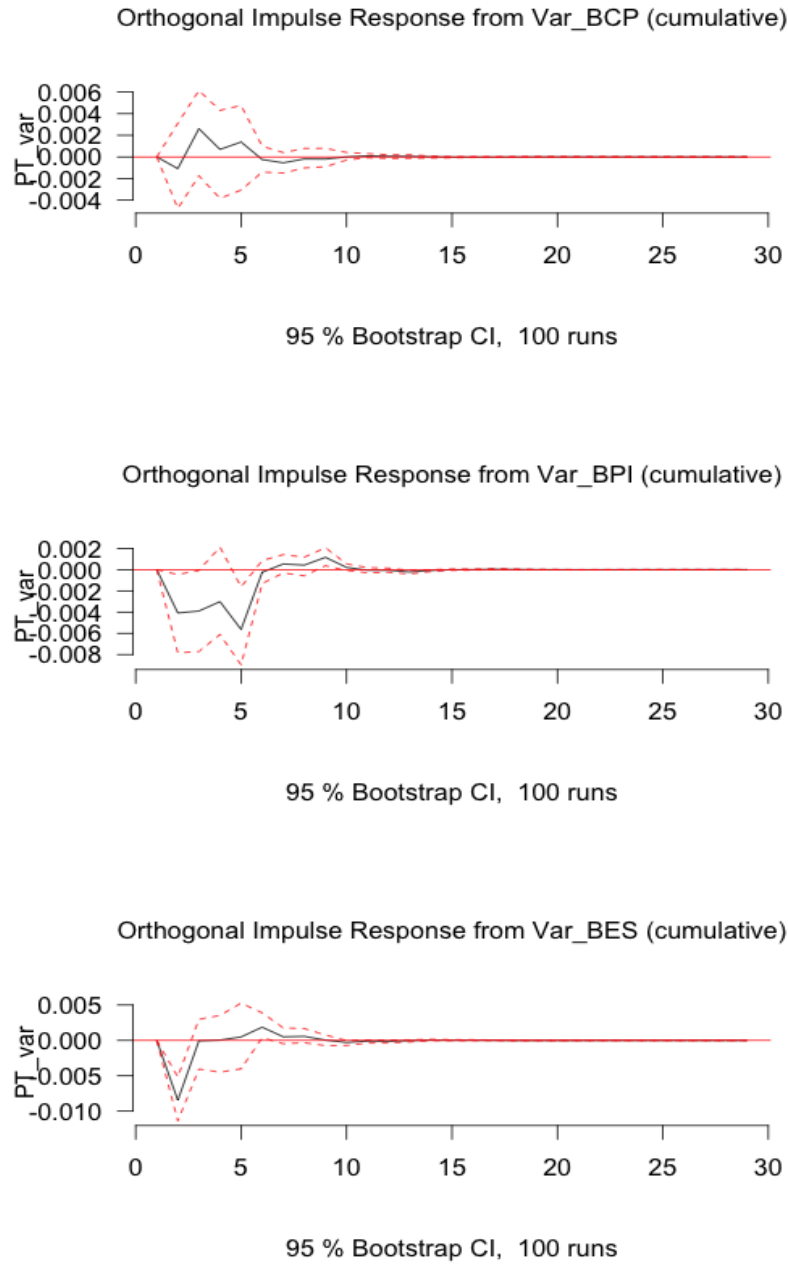 Orthogonal Impulse Response from Var_BCP (cumulative)
PT_var
0.006
0.004
0.002
0.000
-0.002
-0.004
0 5 10 15 20 25 30
95 % Bootstrap CI,  100 runs
Orthogonal Impulse Response from Var_BPI (cumulative)
PT_var
0.002
0.000
-0.002
-0.004
-0.006
-0.008
0 5 10 15 20 25 30
95 % Bootstrap CI,  100 runs
Orthogonal Impulse Response from Var_BES (cumulative)
PT_var
0.005
0.000
-0.005
-0.010
0 5 10 15 20 25 30
95 % Bootstrap CI,  100 runs